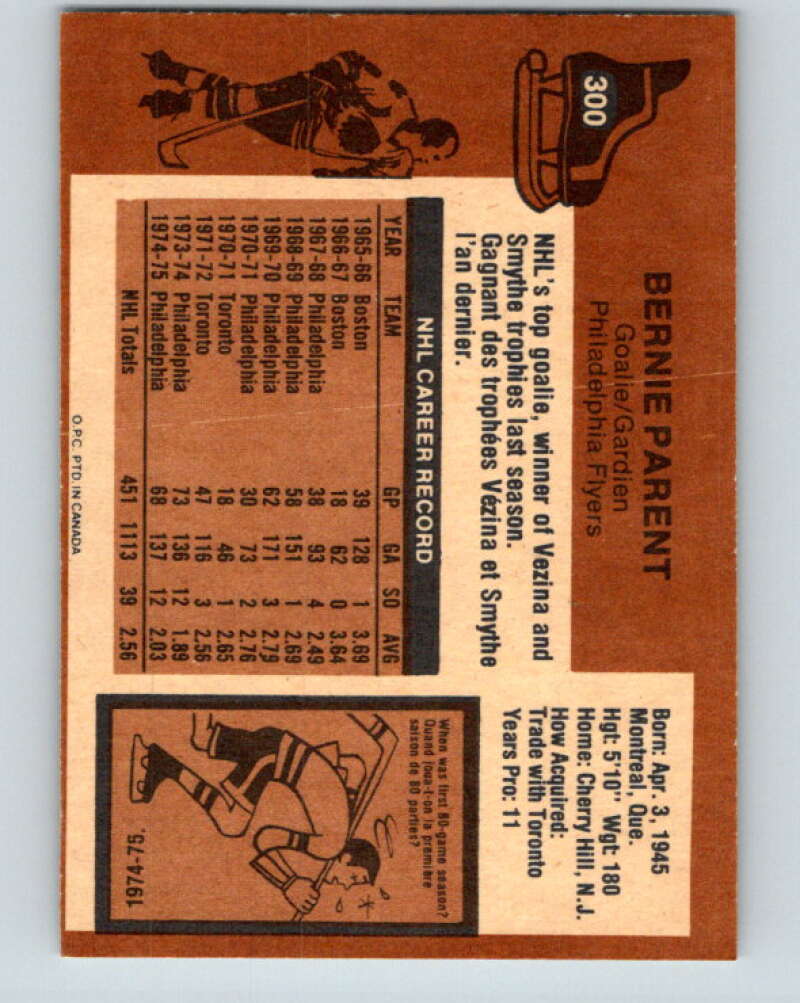 300
BERNIE PARENT
Goalie/Gardien
Philadelphia Flyers
NHL's top goalie, winner of Vezina and
Smythe trophies last season.
Gagnant des trophées Vézina et Smythe
l'an dernier.
NHL CAREER RECORD
YEAR TEAM GP GA SO AVG
1965-66 Boston 39 128 1 3.69
1966-67 Boston 18 62 0 3.64
1967-68 Philadelphia 38 93 4 2.49
1968-69 Philadelphia 58 151 1 2.69
1969-70 Philadelphia 62 171 3 2.79
1970-71 Philadelphia 30 73 2 2.76
1970-71 Toronto 18 46 1 2.65
1971-72 Toronto 47 116 3 2.56
1973-74 Philadelphia 73 136 12 1.89
1974-75 Philadelphia 68 137 12 2.03
NHL Totals 451 1113 39 2.56
O.P.C. PTD. IN CANADA
Born: Apr. 3, 1945
Montreal, Que.
Hgt: 5'10" Wgt: 180
Home: Cherry Hill, N.J.
How Acquired:
Trade with Toronto
Years Pro: 11
When was first 80-game season?
Quand joua-t-on la première
saison de 80 parties?
1974-75.